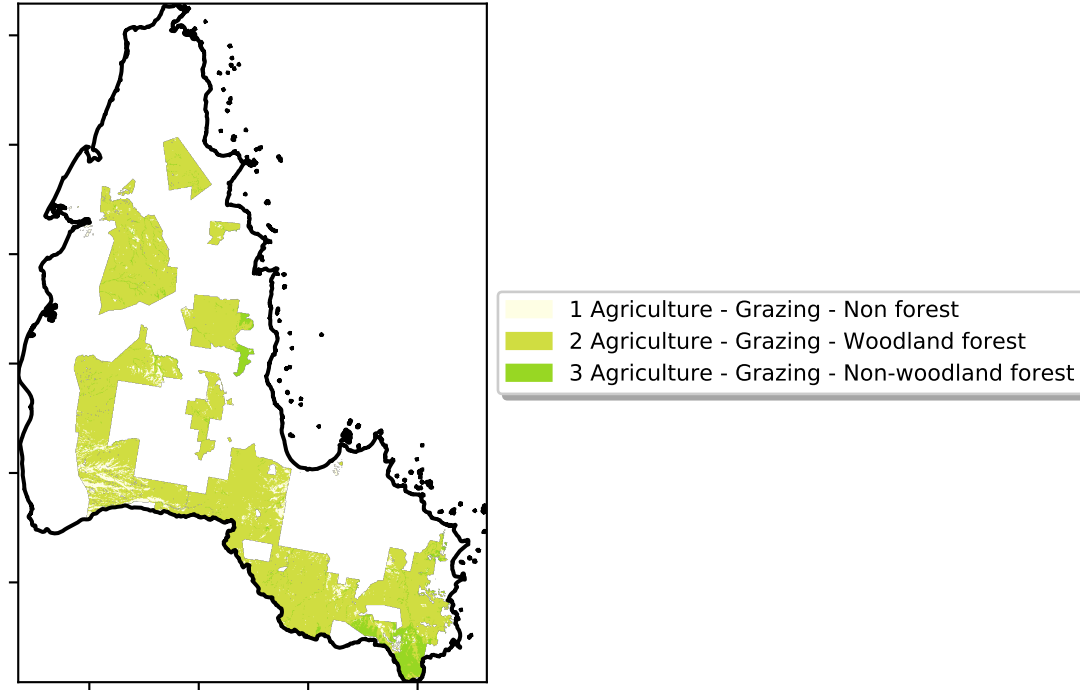 1 Agriculture - Grazing - Non forest
2 Agriculture - Grazing - Woodland forest
3 Agriculture - Grazing - Non-woodland forest